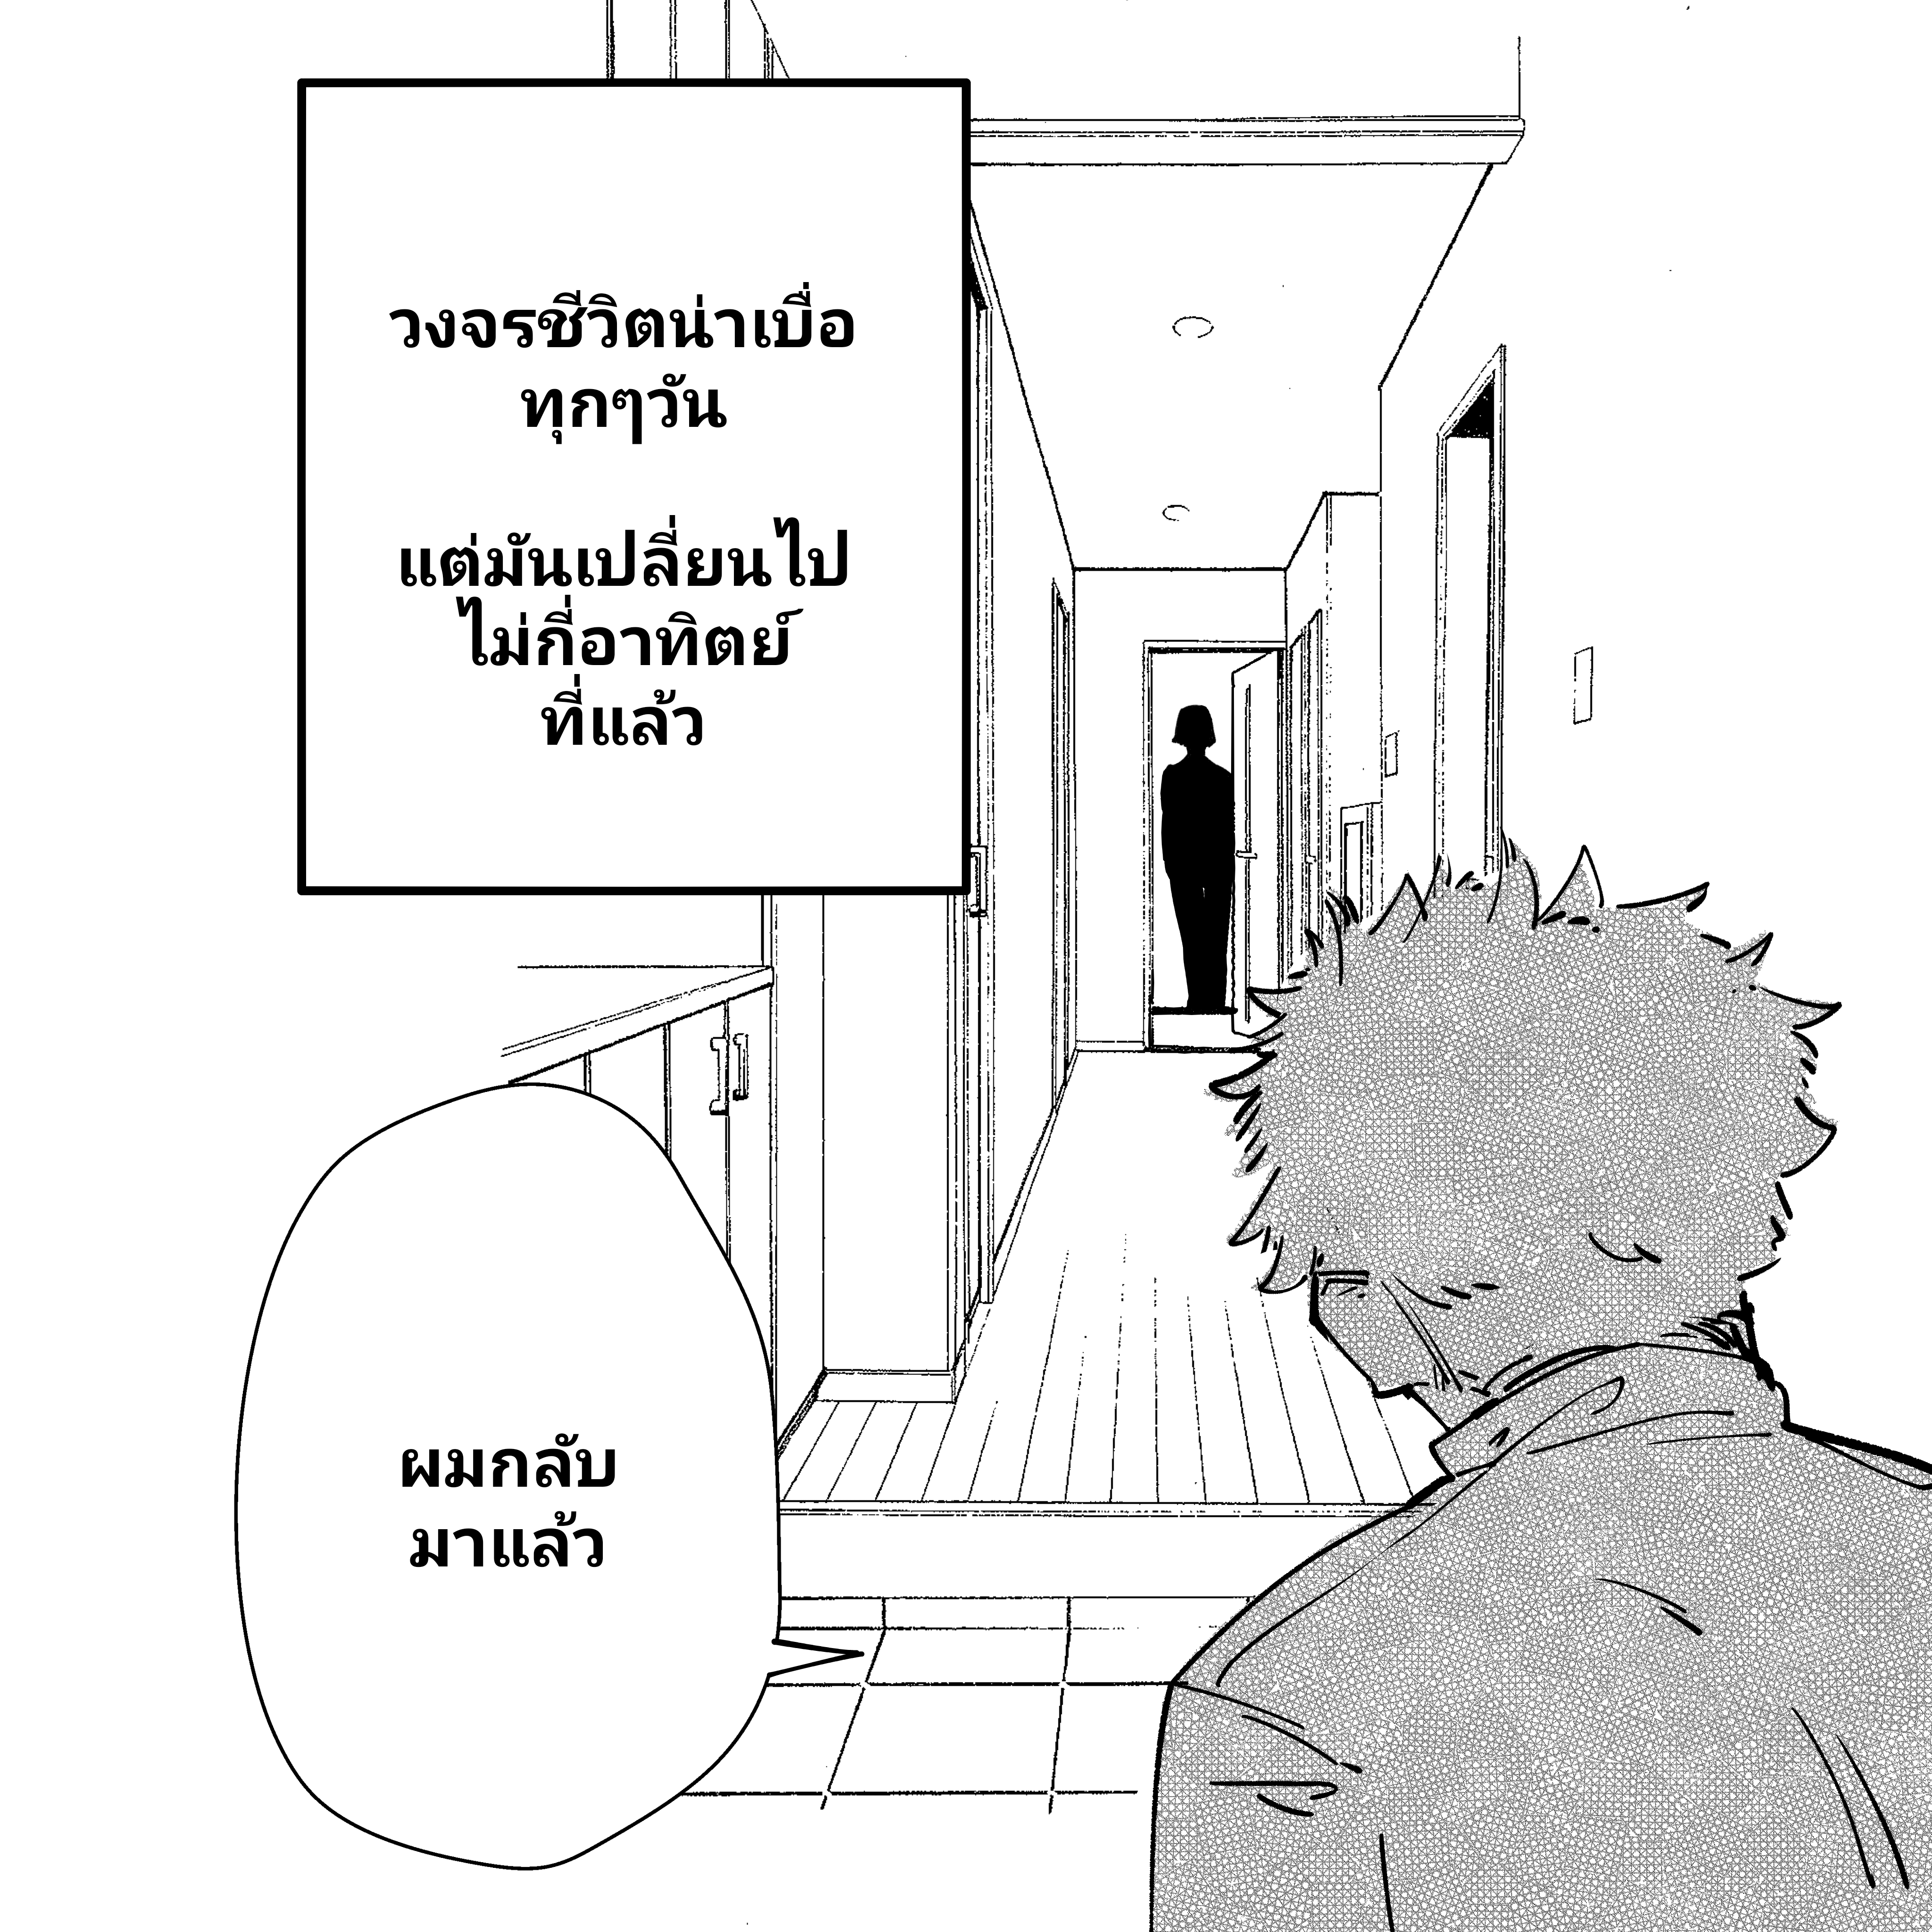 วงจรชีวิตน่าเบื่อ
ทุกๆวัน
แต่มันเปลี่ยนไป
ไม่กี่อาทิตย์
ที่แล้ว
ผมกลับ
มาแล้ว